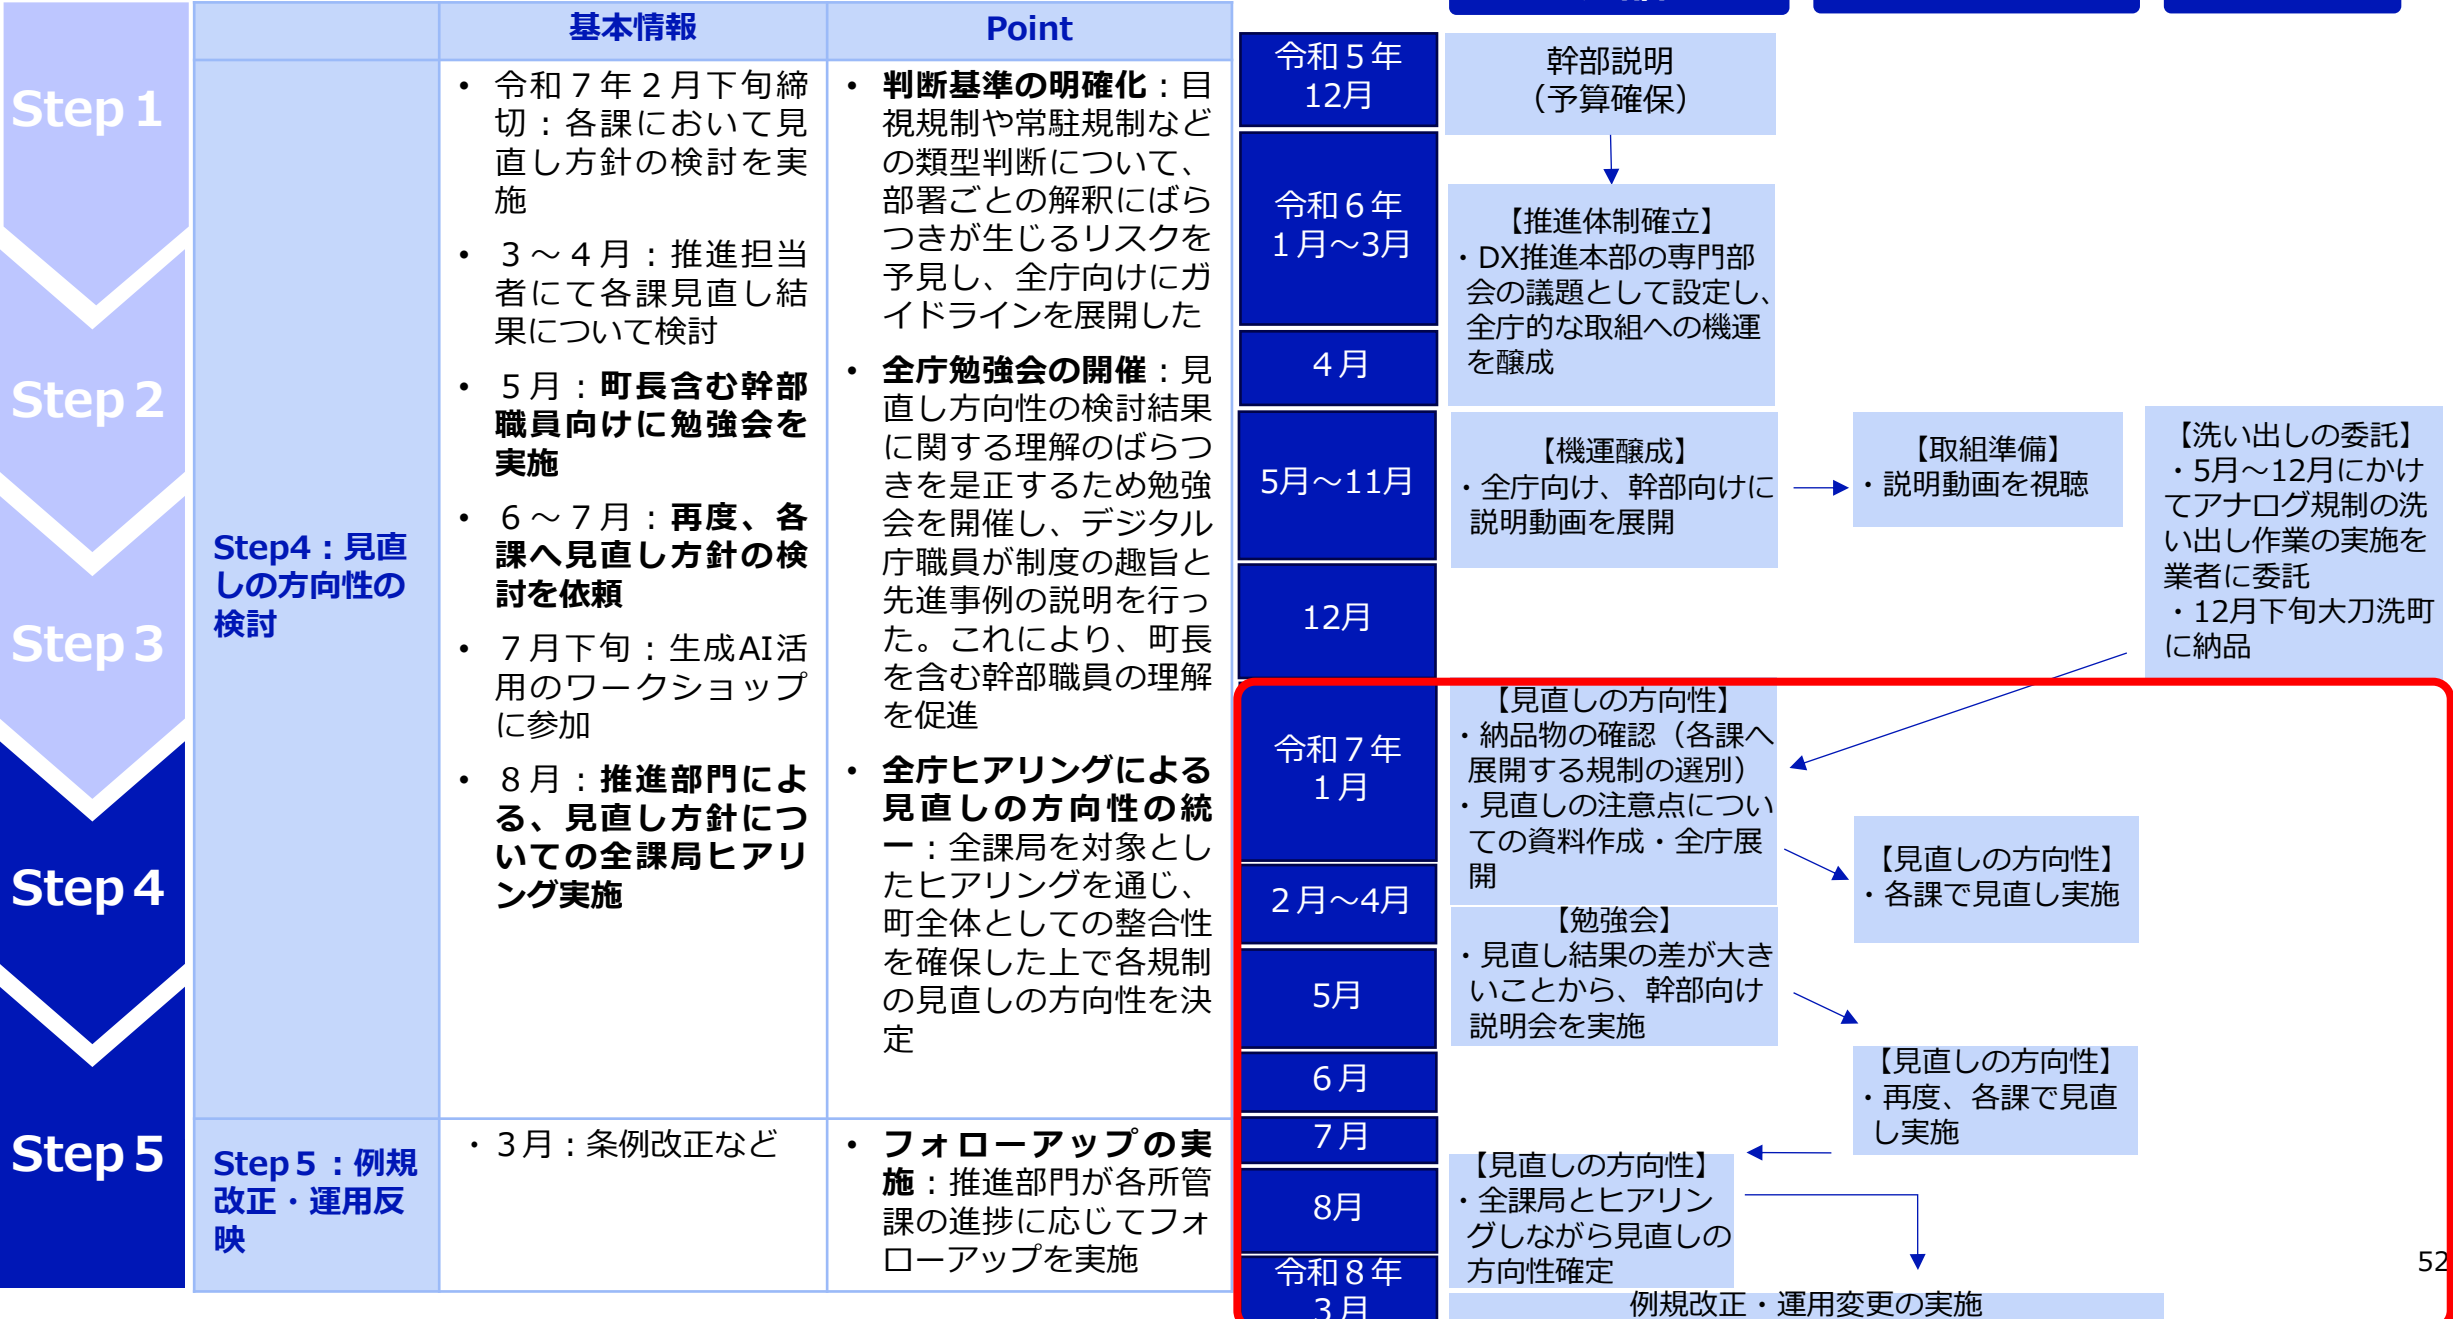 Step１
Step２
Step３
Step４
Step５
基本情報
Point
Step4：見直
しの方向性の
検討
• 令和７年２月下旬締
切：各課において見
直し方針の検討を実
施
• ３～４月：推進担当
者にて各課見直し結
果について検討
• ５月：町長含む幹部
職員向けに勉強会を
実施
• ６～７月：再度、各
課へ見直し方針の検
討を依頼
• ７月下旬：生成AI活
用のワークショップ
に参加
• ８月：推進部門によ
る、見直し方針につ
いての全課局ヒアリ
ング実施
• 判断基準の明確化：目
視規制や常駐規制など
の類型判断について、
部署ごとの解釈にばら
つきが生じるリスクを
予見し、全庁向けにガ
イドラインを展開した
• 全庁勉強会の開催：見
直し方向性の検討結果
に関する理解のばらつ
きを是正するため勉強
会を開催し、デジタル
庁職員が制度の趣旨と
先進事例の説明を行っ
た。これにより、町長
を含む幹部職員の理解
を促進
• 全庁ヒアリングによる
見直しの方向性の統
一：全課局を対象とし
たヒアリングを通じ、
町全体としての整合性
を確保した上で各規制
の見直しの方向性を決
定
Step５：例規
改正・運用反
映
・３月：条例改正など
• フォローアップの実
施：推進部門が各所管
課の進捗に応じてフォ
ローアップを実施
令和５年
12月
令和６年
１月～3月
４月
5月～11月
12月
令和７年
１月
２月～4月
5月
６月
７月
8月
令和８年
３月
幹部説明
（予算確保）
【推進体制確立】
・DX推進本部の専門部
会の議題として設定し、
全庁的な取組への機運
を醸成
【機運醸成】
・全庁向け、幹部向けに
説明動画を展開
【取組準備】
・説明動画を視聴
【洗い出しの委託】
・5月～12月にかけ
てアナログ規制の洗
い出し作業の実施を
業者に委託
・12月下旬大刀洗町
に納品
【見直しの方向性】
・納品物の確認（各課へ
展開する規制の選別）
・見直しの注意点につい
ての資料作成・全庁展
開
【見直しの方向性】
・各課で見直し実施
【勉強会】
・見直し結果の差が大き
いことから、幹部向け
説明会を実施
【見直しの方向性】
・再度、各課で見直
し実施
【見直しの方向性】
・全課局とヒアリン
グしながら見直しの
方向性確定
例規改正・運用変更の実施
52